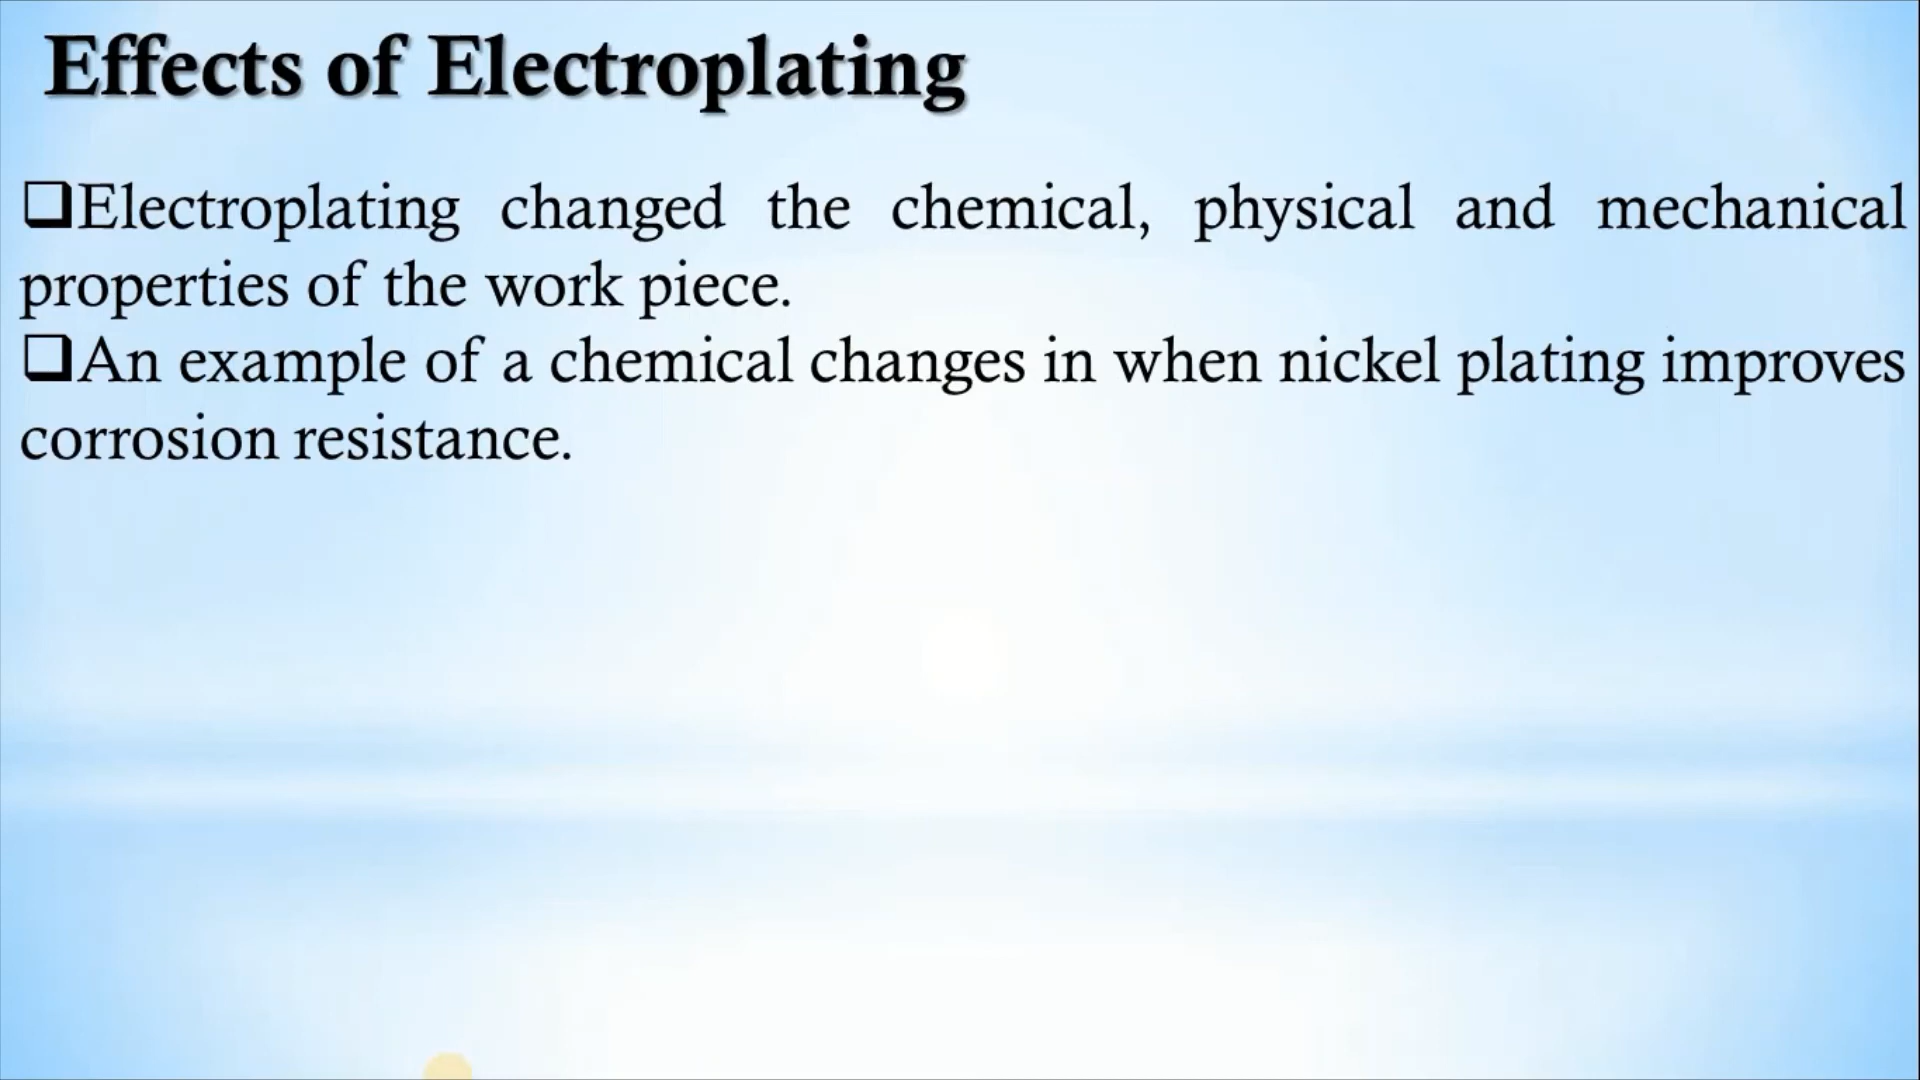 Effects of Electroplating
❑Electroplating changed the chemical, physical and mechanical
properties of the work piece.
❑An example of a chemical changes in when nickel plating improves
corrosion resistance.